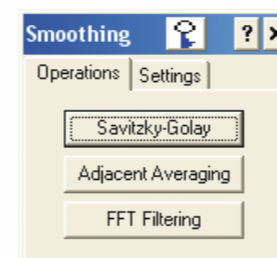 Smoothing ? x
Operations Settings
Savitzky-Golay
Adjacent Averaging
FFT Filtering